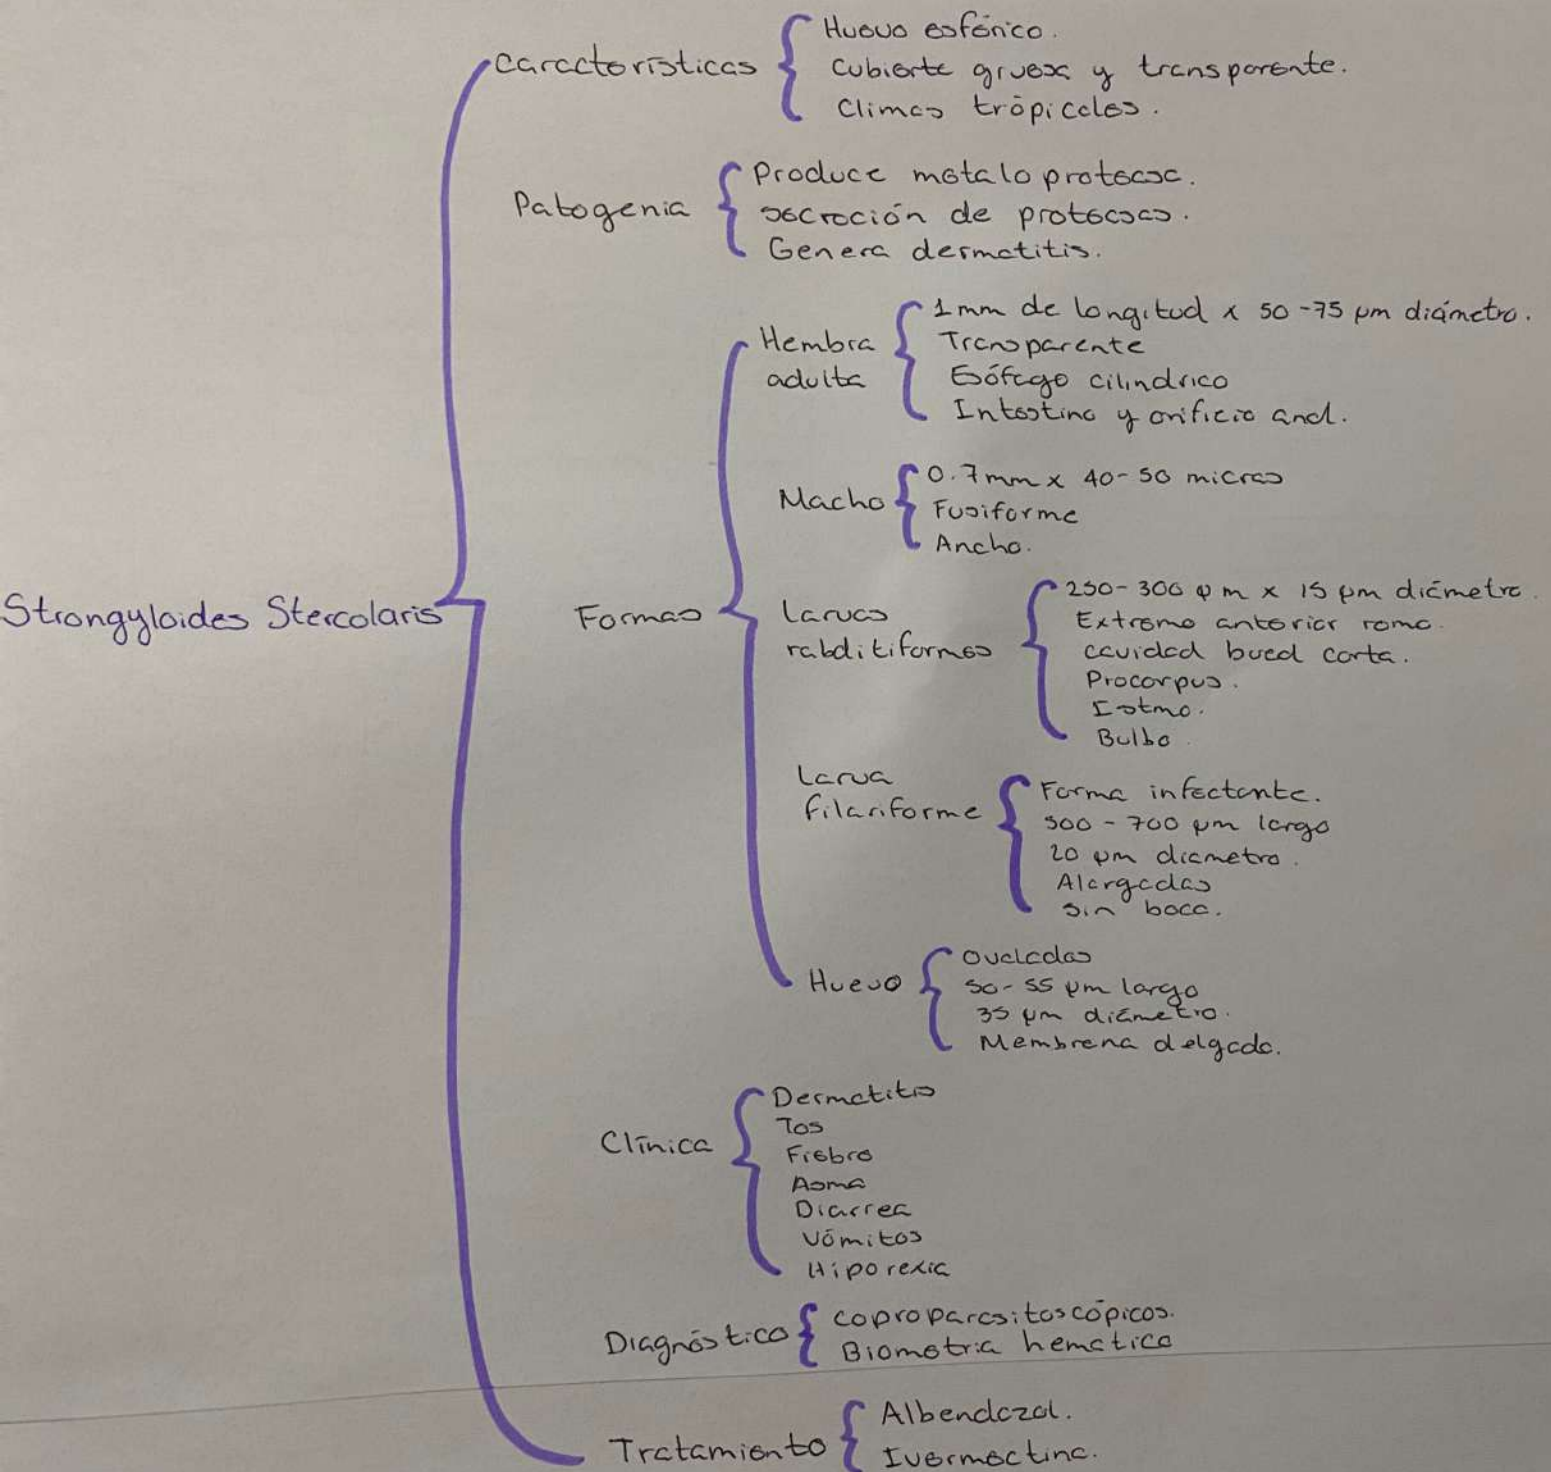 Strongyloides Stercolaris
Características
Huevo esférico.
Cubierta gruesa y transparente.
Climas trópicales.
Patogenia
Produce metalo proteasa.
secreción de proteasas.
Genera dermatitis.
Formas
Hembra
adulta
1mm de longitud x 50-75 µm diámetro.
Transparente
Esófago cilindrico
Intestino y orificio anal.
Macho
0.7mm x 40-50 micras
Fusiforme
Ancho.
Larvas
rabditiformes
250-300 µm x 15 µm diámetro.
Extremo anterior romo.
cavidad bucal corta.
Procorpus.
Istmo.
Bulbo.
Larva
filariforme
Forma infectante.
500-700 µm largo
20 µm diametro.
Alargadas
sin boca.
Huevo
Ovaladas
50-55 µm largo
35 µm diámetro.
Membrana delgada.
Clínica
Dermatitis
Tos
Fiebre
Asma
Diarrea
Vómitos
Hiporexia
Diagnóstico
coproparasitoscópicos.
Biometria hematica
Tratamiento
Albendazol.
Ivermectina.